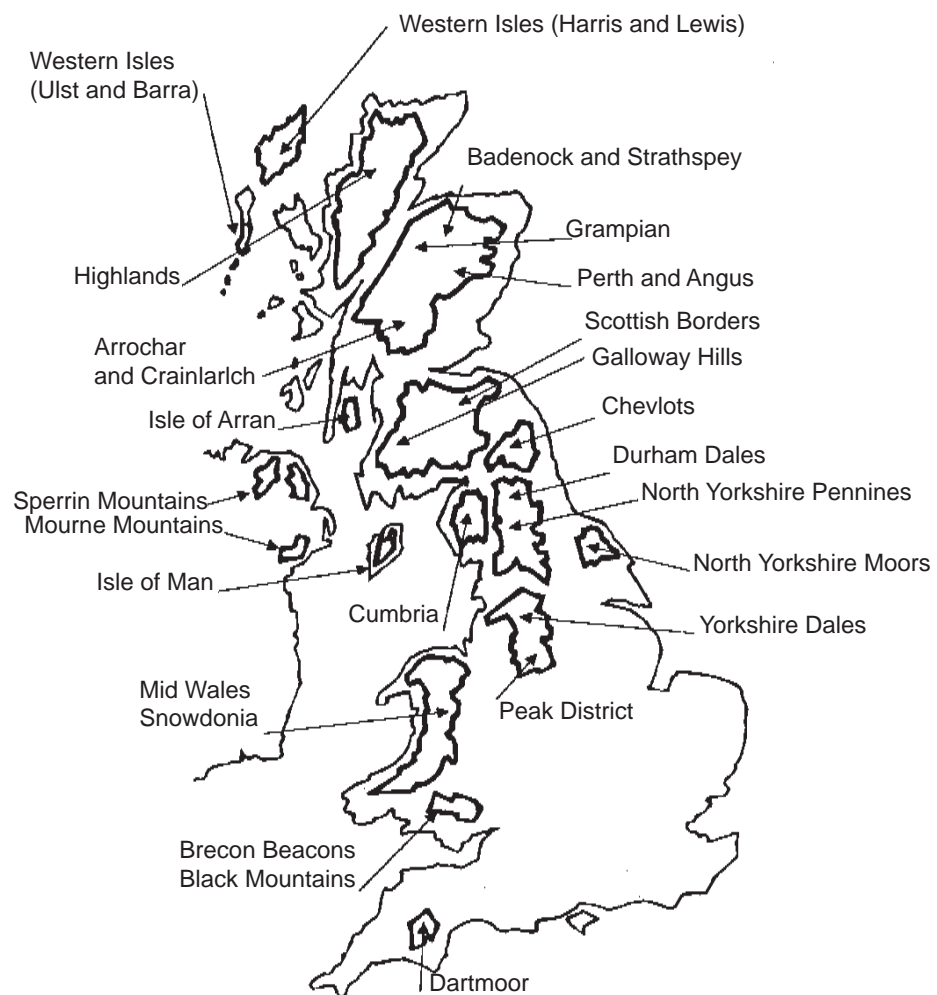 Western Isles (Harris and Lewis)
Western Isles
(Ulst and Barra)
Badenock and Strathspey
Grampian
Highlands
Perth and Angus
Scottish Borders
Arrochar
and Crainlarlch
Galloway Hills
Isle of Arran
Chevlots
Durham Dales
Sperrin Mountains
North Yorkshire Pennines
Mourne Mountains
North Yorkshire Moors
Isle of Man
Cumbria
Yorkshire Dales
Mid Wales
Snowdonia
Peak District
Brecon Beacons
Black Mountains
Dartmoor